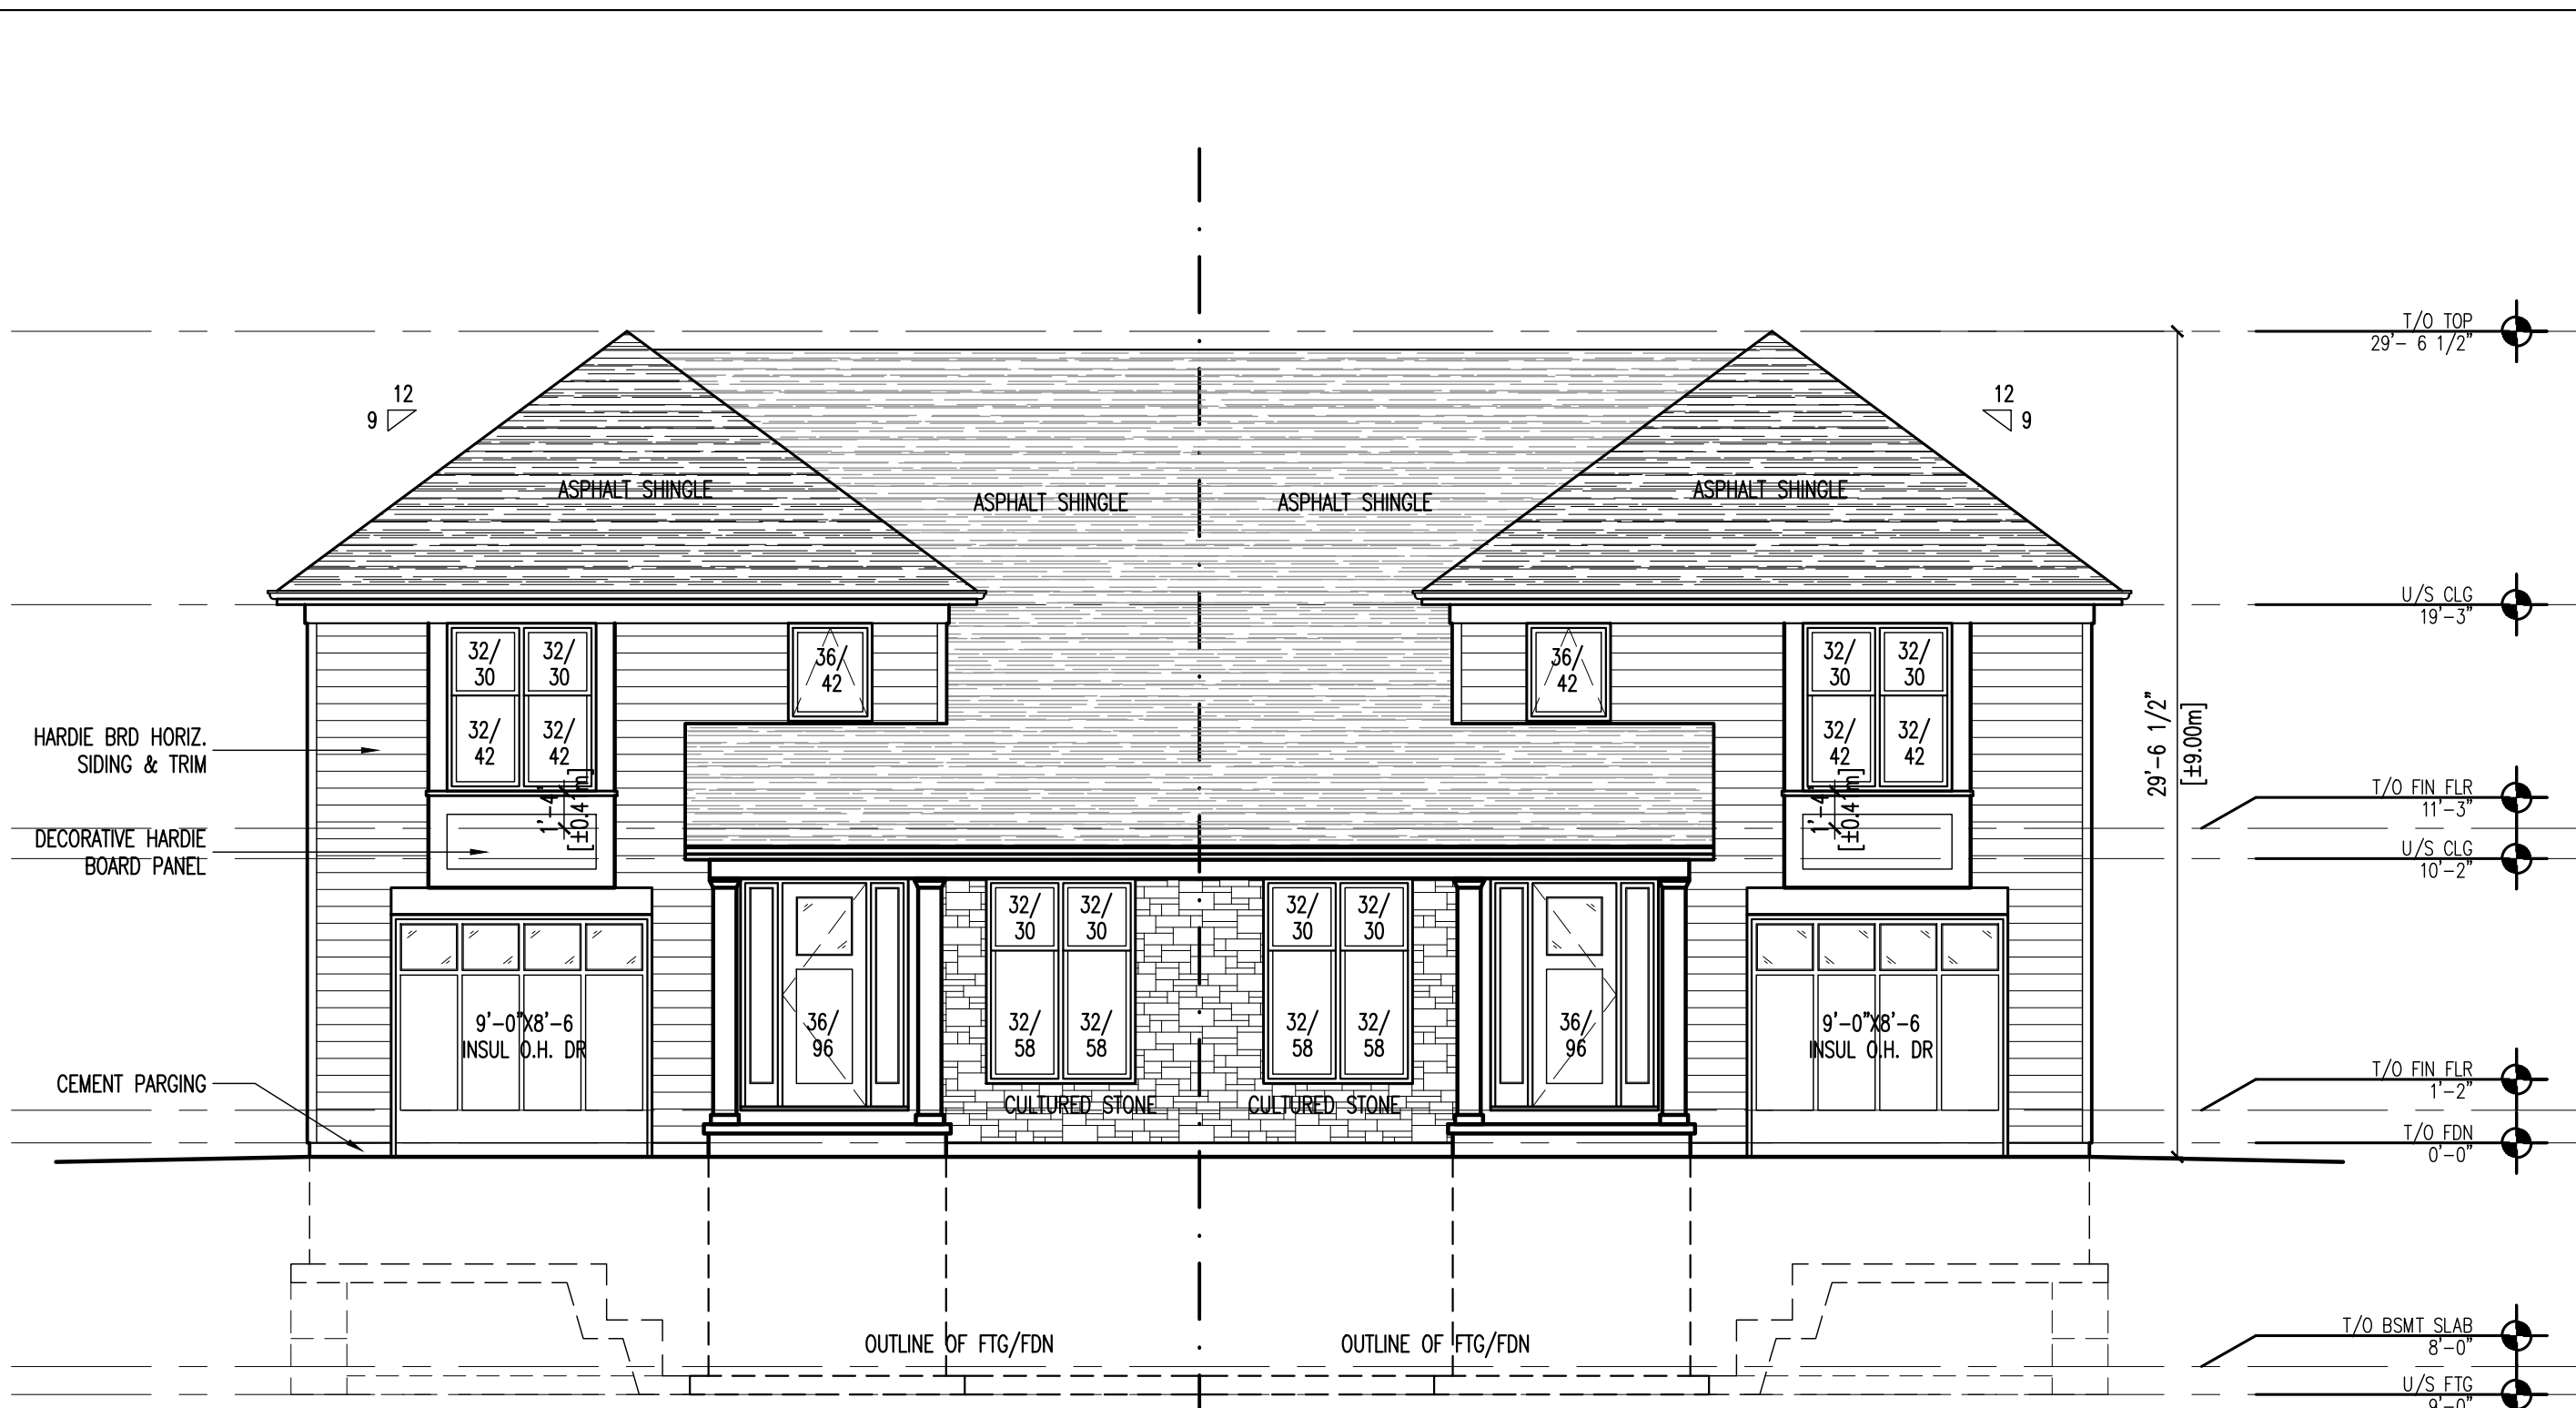 T/O TOP
29'- 6 1/2"
12
9
12
9
ASPHALT SHINGLE
ASPHALT SHINGLE
ASPHALT SHINGLE
ASPHALT SHINGLE
U/S CLG
19'-3"
32/
30
32/
30
36/
42
36/
42
32/
30
32/
30
32/
42
32/
42
32/
42
32/
42
HARDIE BRD HORIZ.
SIDING & TRIM
29'-6 1/2"
[±9.00m]
1'-4"
[±0.4m]
1'-4"
[±0.4m]
T/O FIN FLR
11'-3"
DECORATIVE HARDIE
BOARD PANEL
U/S CLG
10'-2"
32/
30
32/
30
32/
30
32/
30
9'-0"X8'-6
INSUL O.H. DR
36/
96
32/
58
32/
58
32/
58
32/
58
36/
96
9'-0"X8'-6
INSUL O.H. DR
CEMENT PARGING
CULTURED STONE
CULTURED STONE
T/O FIN FLR
1'-2"
T/O FDN
0'-0"
OUTLINE OF FTG/FDN
OUTLINE OF FTG/FDN
T/O BSMT SLAB
8'-0"
U/S FTG
9'-0"